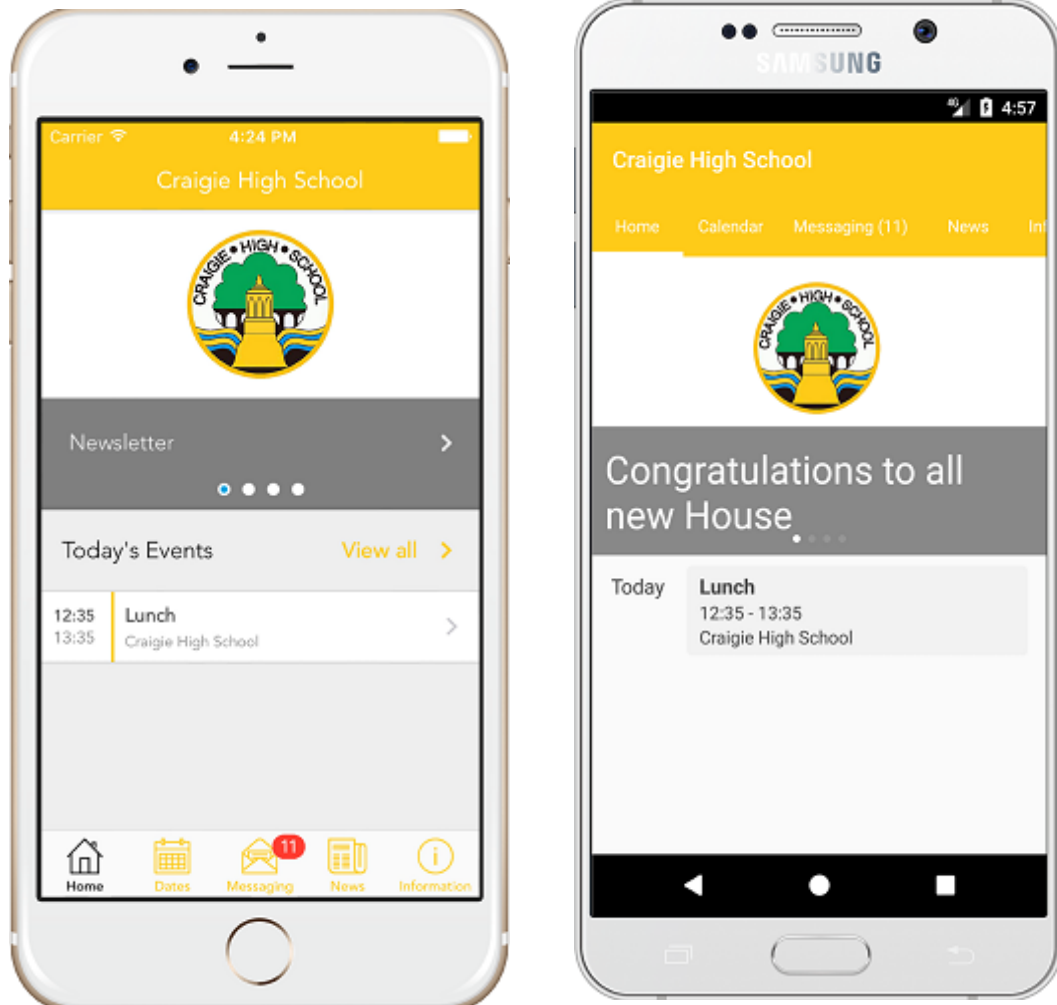 Carrier
4:24 PM
Craigie High School
CRAIGIE • HIGH • SCHOOL
Newsletter
Today's Events
View all
12:35
Lunch
13:35
Craigie High School
11
Home
Dates
Messaging
News
Information
SAMSUNG
4G
4:57
Craigie High School
Home
Calendar
Messaging (11)
News
Inf
CRAIGIE • HIGH • SCHOOL
Congratulations to all
new House
Today
Lunch
12:35 - 13:35
Craigie High School